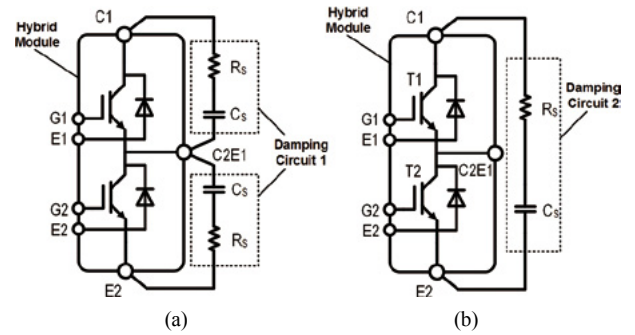 Hybrid
Module
C1
Rs
Cs
G1
E1
Damping
Circuit 1
C2E1
Cs
G2
E2
Rs
E2
(a)
Hybrid
Module
C1
T1
Rs
Damping
Circuit 2:
G1
E1
C2E1
T2
G2
Cs
E2
E2
(b)